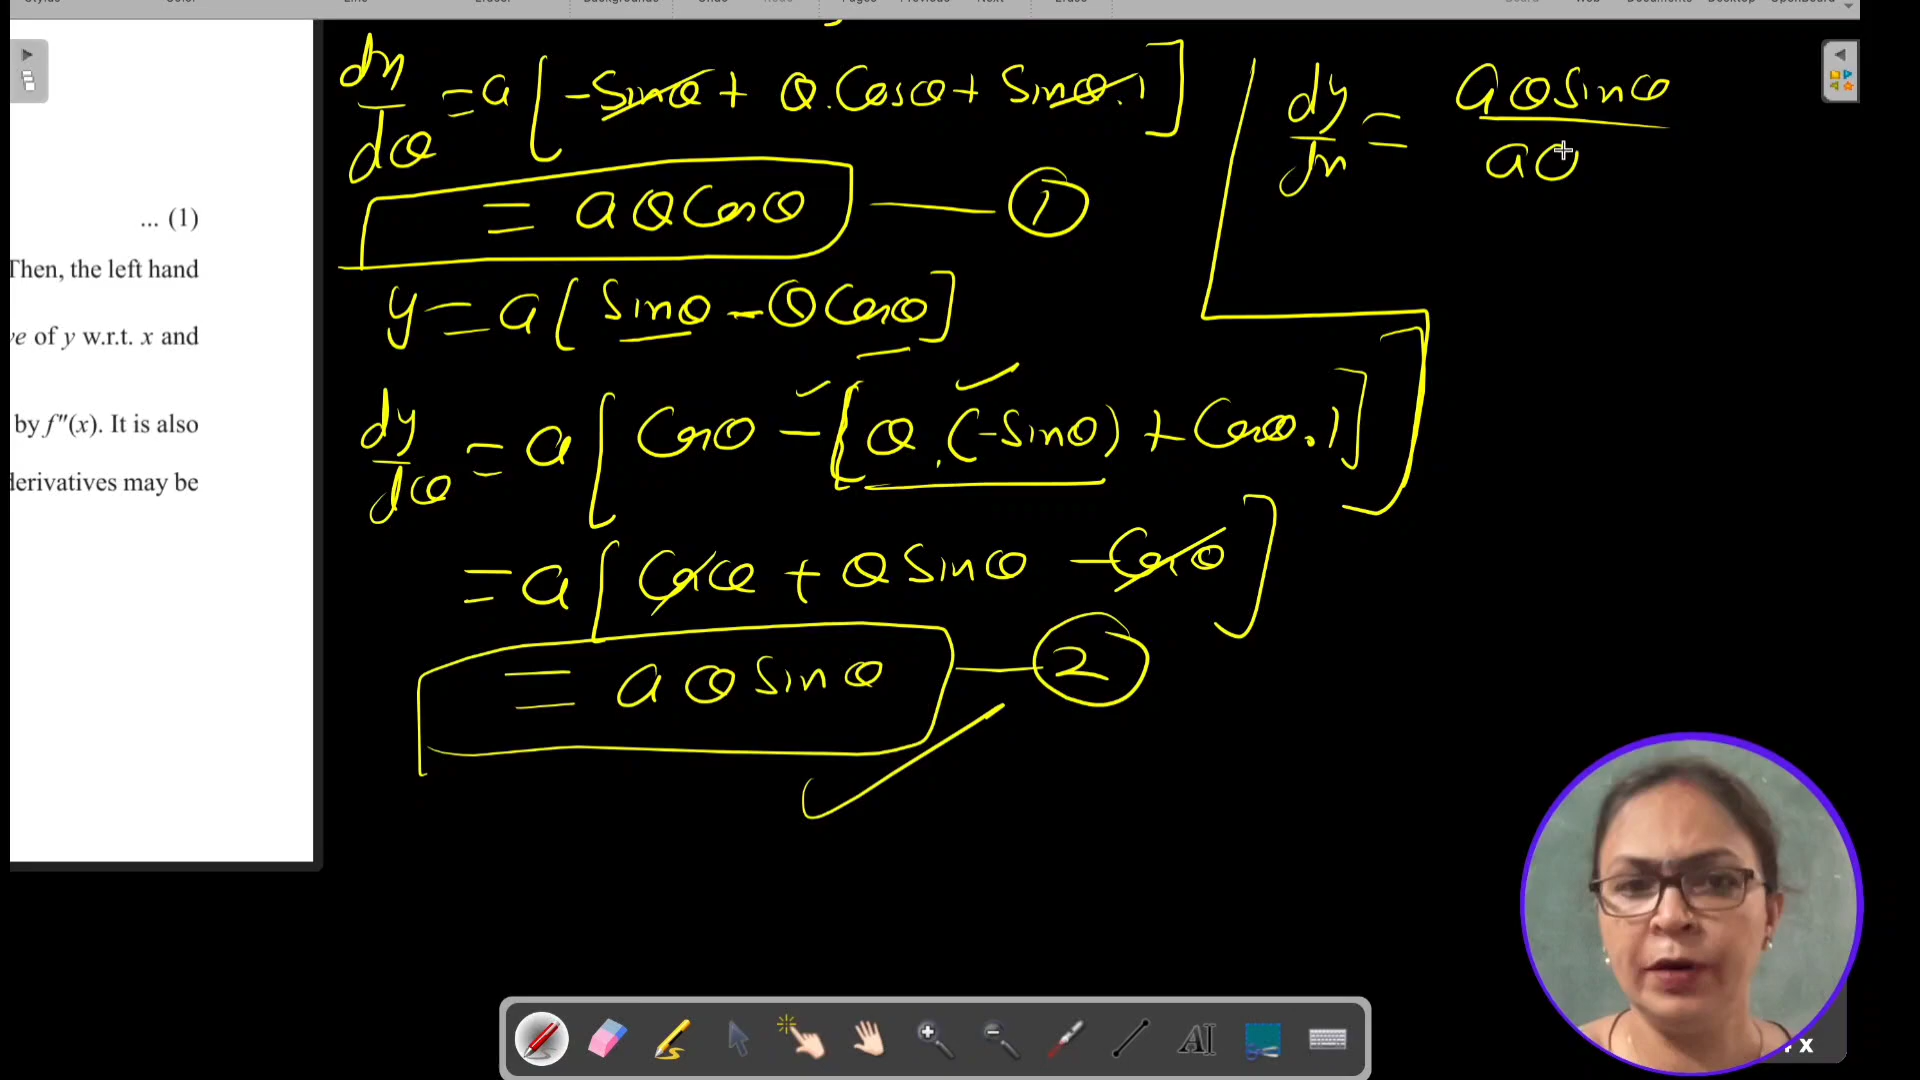 ... (1)
Then, the left hand
of y w.r.t. x and
by f″(x). It is also
derivatives may be
dx/dθ = a[-Sinθ + θ.Cosθ + Sinθ.1]
= aθCosθ — 1
y = a[Sinθ - θCosθ]
dy/dθ = a[Cosθ - [θ.(-Sinθ) + Cosθ.1]]
= a[Cosθ + θSinθ - Cosθ]
= aθSinθ — 2
dy/dx = aθSinθ/aθ
AI
x